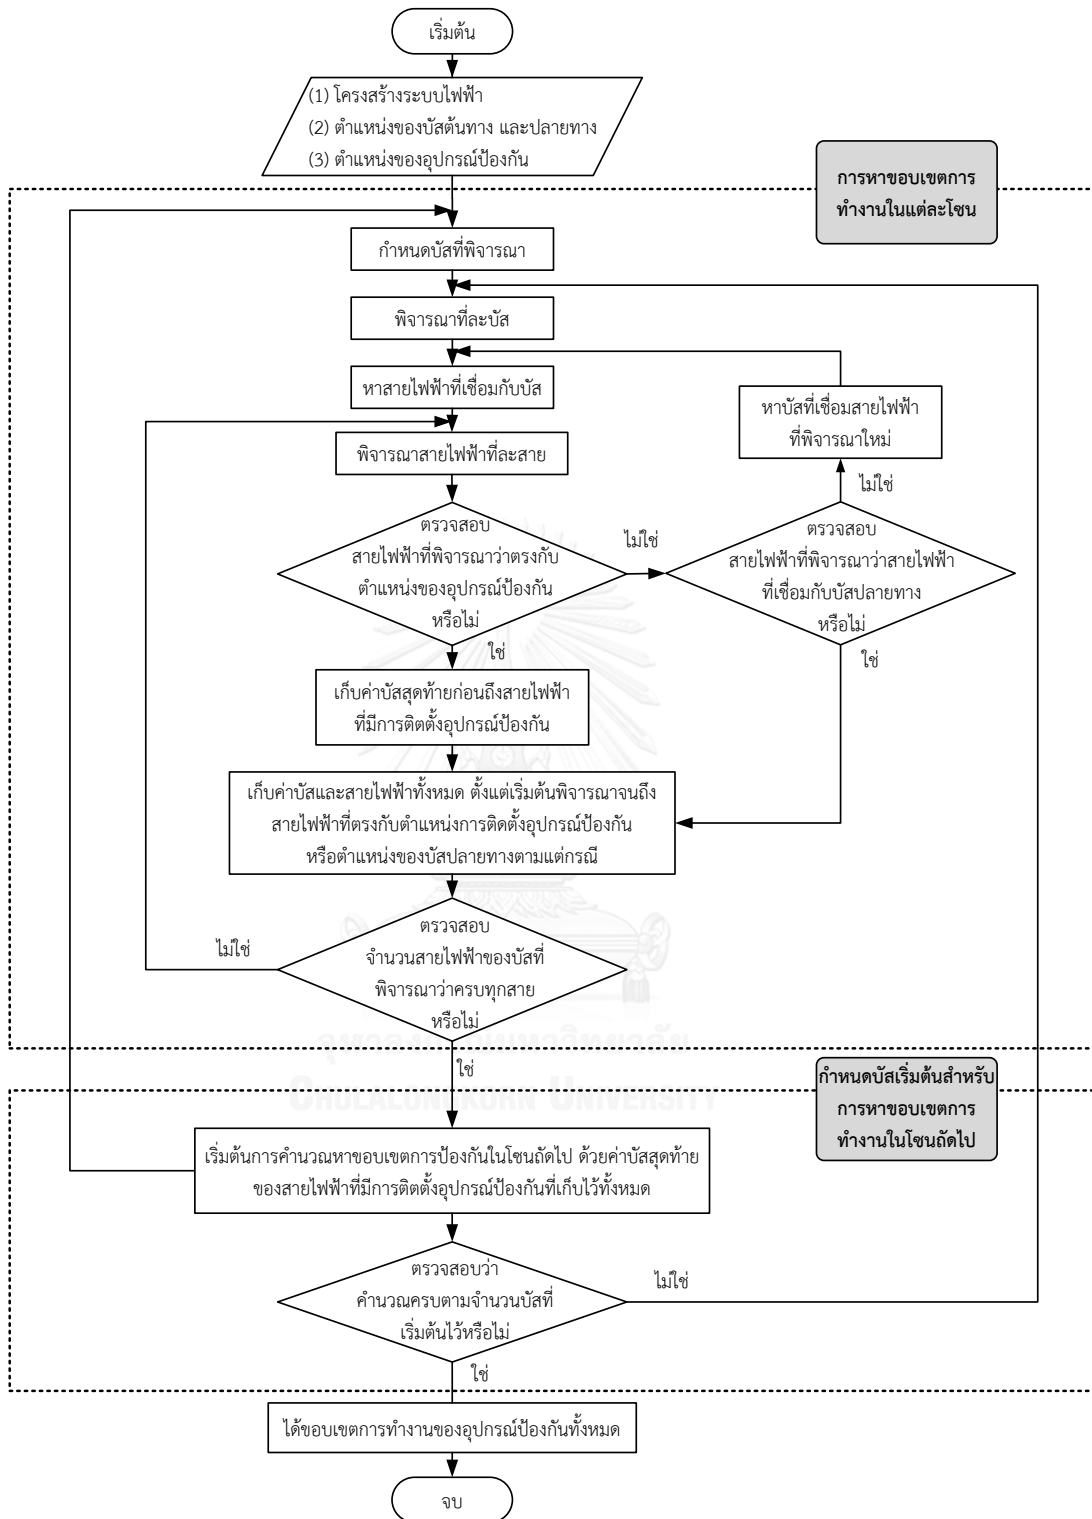 เริ่มต้น
(1) โครงสร้างระบบไฟฟ้า
(2) ตำแหน่งของบัสต้นทาง และปลายทาง
(3) ตำแหน่งของอุปกรณ์ป้องกัน
การหาขอบเขตการ
ทำงานในแต่ละโซน
กำหนดบัสที่พิจารณา
พิจารณาที่ละบัส
หาสายไฟฟ้าที่เชื่อมกับบัส
หาบัสที่เชื่อมสายไฟฟ้า
ที่พิจารณาใหม่
พิจารณาสายไฟฟ้าที่ละสาย
ไม่ใช่
ตรวจสอบ
สายไฟฟ้าที่พิจารณาว่าตรงกับ
ตำแหน่งของอุปกรณ์ป้องกัน
หรือไม่
ไม่ใช่
ตรวจสอบ
สายไฟฟ้าที่พิจารณาว่าสายไฟฟ้า
ที่เชื่อมกับบัสปลายทาง
หรือไม่
ใช่
ใช่
เก็บค่าบัสสุดท้ายก่อนถึงสายไฟฟ้า
ที่มีการติตตั้งอุปกรณ์ป้องกัน
เก็บค่าบัสและสายไฟฟ้าทั้งหมด ตั้งแต่เริ่มต้นพิจารณาจนถึง
สายไฟฟ้าที่ตรงกับตำแหน่งการติดตั้งอุปกรณ์ป้องกัน
หรือตำแหน่งของบัสปลายทางตามแต่กรณี
ตรวจสอบ
จำนวนสายไฟฟ้าของบัสที่
พิจารณาว่าครบทุกสาย
หรือไม่
ไม่ใช่
จุฬาลงกรณ์มหาวิทยาลัย
CHULALONGKORN UNIVERSITY
ใช่
กำหนดบัสเริ่มต้นสำหรับ
การหาขอบเขตการ
ทำงานในโซนถัดไป
เริ่มต้นการคำนวณหาขอบเขตการป้องกันในโซนถัดไป ด้วยค่าบัสสุดท้าย
ของสายไฟฟ้าที่มีการติตตั้งอุปกรณ์ป้องกันที่เก็บไว้ทั้งหมด
ตรวจสอบว่า
คำนวณครบตามจำนวนบัสที่
เริ่มต้นไว้หรือไม่
ไม่ใช่
ใช่
ได้ขอบเขตการทำงานของอุปกรณ์ป้องกันทั้งหมด
จบ